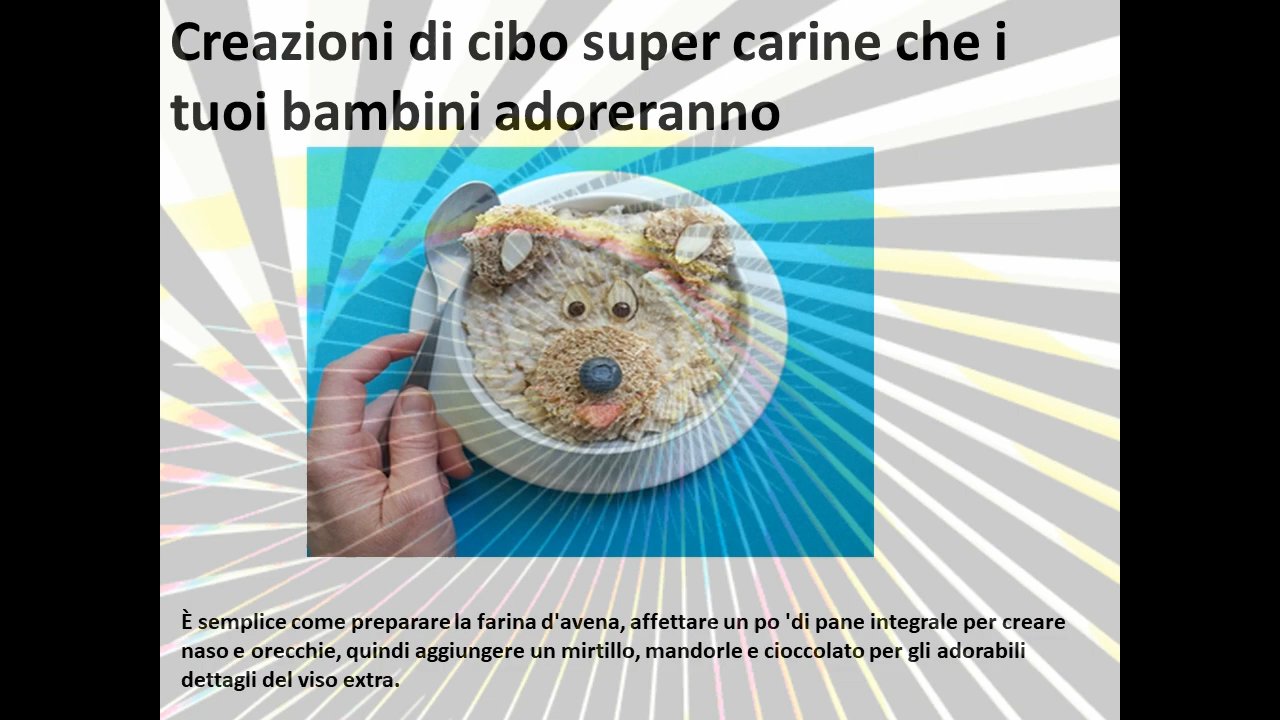 Creazioni di cibo super carine che i
tuoi bambini adoreranno
È semplice come preparare la farina d'avena, affettare un po 'di pane integrale per creare
naso e orecchie, quindi aggiungere un mirtillo, mandorle e cioccolato per gli adorabili
dettagli del viso extra.